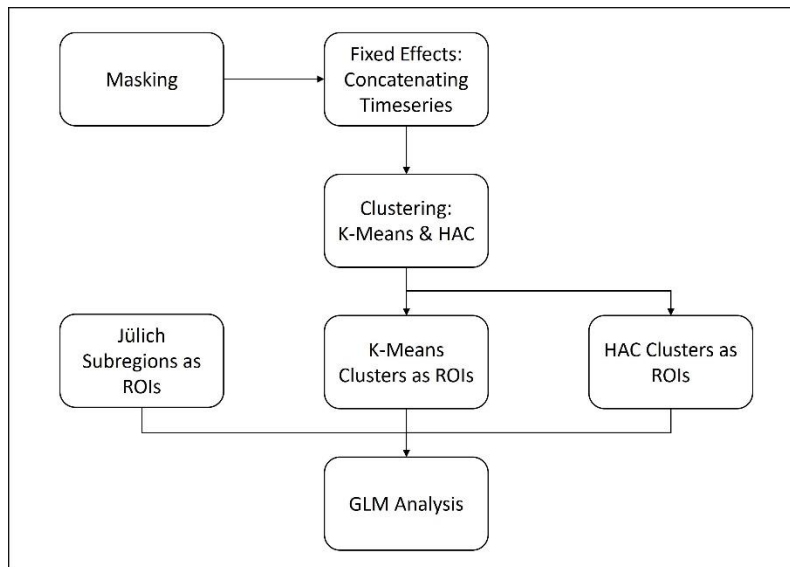 Masking
Fixed Effects:
Concatenating
Timeseries
Clustering:
K-Means & HAC
Jülich
Subregions as
ROIs
K-Means
Clusters as ROIs
HAC Clusters as
ROIs
GLM Analysis